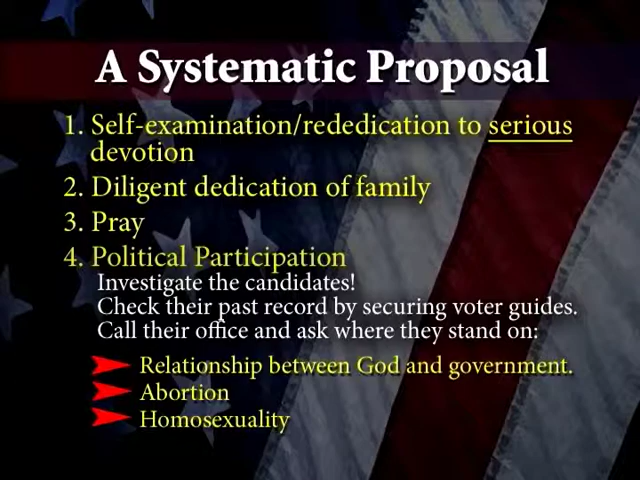 A Systematic Proposal
1. Self-examination/rededication to serious
devotion
2. Diligent dedication of family
3. Pray
4. Political Participation
Investigate the candidates!
Check their past record by securing voter guides.
Call their office and ask where they stand on:
Relationship between God and government.
Abortion
Homosexuality